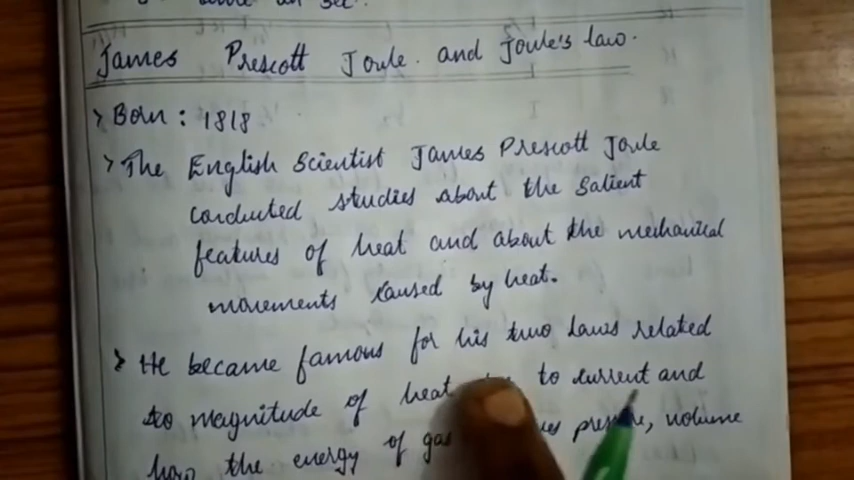 James Prescott Joule. and Joule's law.
> Born : 1818
> The English Scientist James Prescott Joule
conducted studies about the Salient
features of heat and about the mechanical
movements caused by heat.
> He became famous for his two Laws related
to magnitude of heat to current and
how the energy of gas pressure, volume